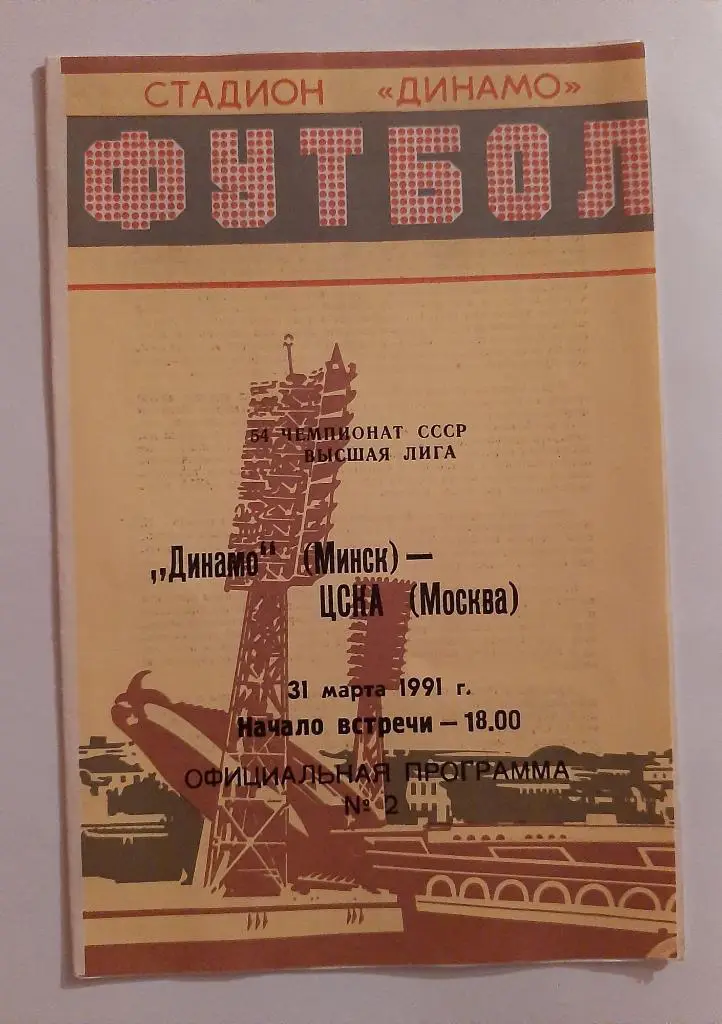 СТАДИОН «ДИНАМО»
ФУТБОЛ
54 ЧЕМПИОНАТ СССР
ВЫСШАЯ ЛИГА
„Динамо“ (Минск) —
ЦСКА (Москва)
31 марта 1991 г.
Начало встречи — 18.00
ОФИЦИАЛЬНАЯ ПРОГРАММА
№ 2